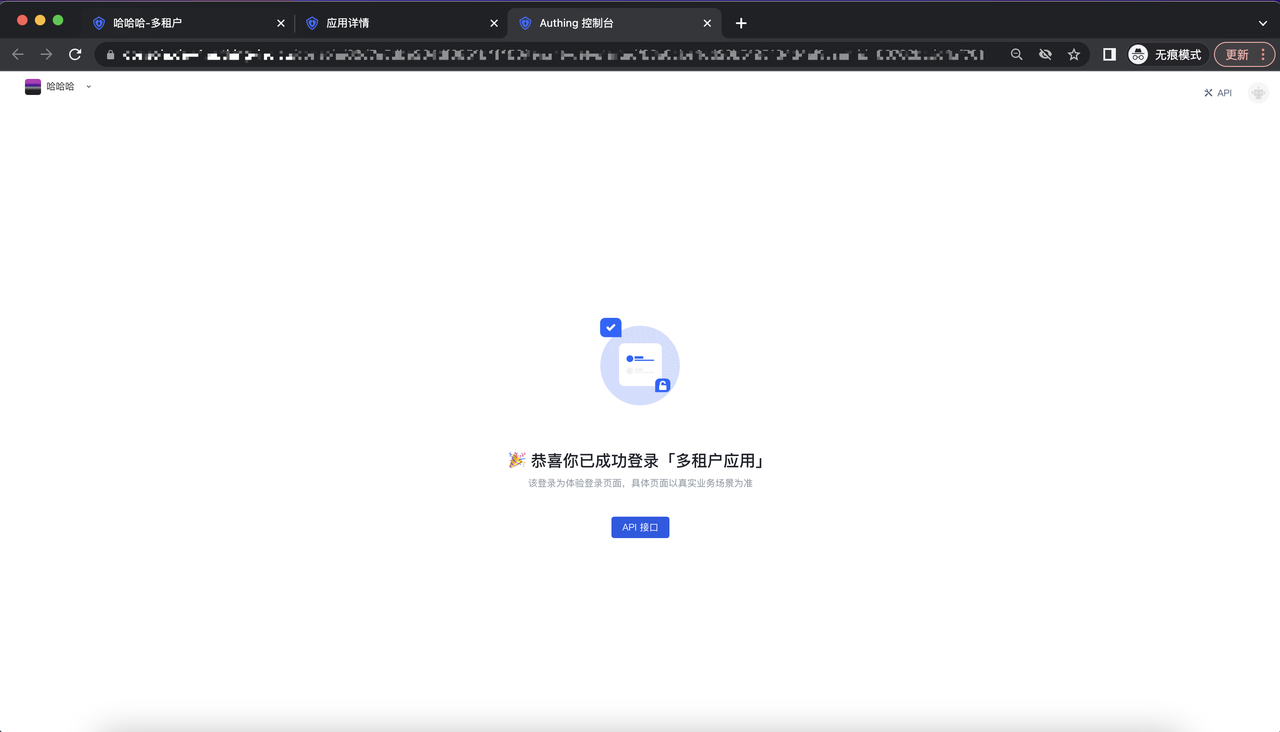 哈哈哈-多租户
应用详情
Authing 控制台
无痕模式
更新
哈哈哈
API
🎉 恭喜你已成功登录「多租户应用」
该登录为体验登录页面，具体页面以真实业务场景为准
API 接口